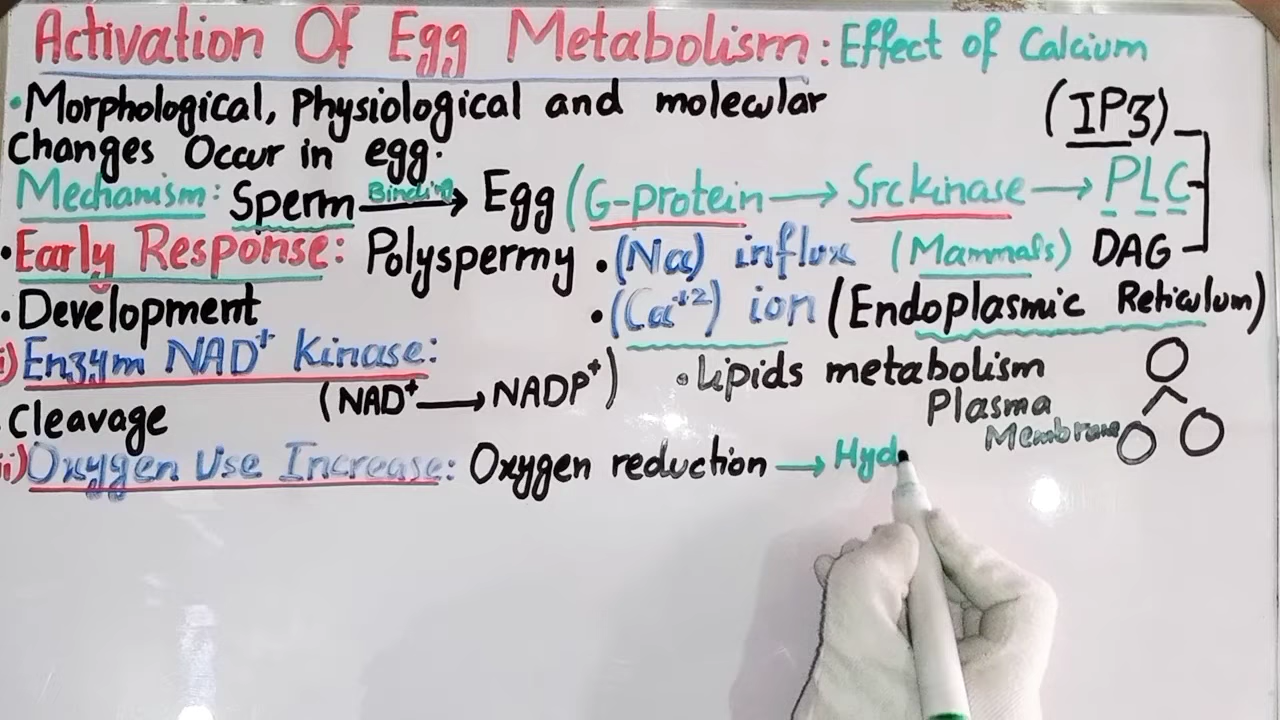 Activation Of Egg Metabolism: Effect of Calcium
•Morphological, Physiological and molecular
(IP3)
Changes Occur in egg.
Mechanism: Sperm Binding → Egg (G-protein → Src kinase → PLC
•Early Response: Polyspermy •(Na) influx (Mammals) DAG
•Development •(Ca+2) ion (Endoplasmic Reticulum)
i) Enzym NAD+ Kinase:
(NAD+ → NADP+) •Lipids metabolism
Cleavage Plasma
Membrane
ii) Oxygen Use Increase: Oxygen reduction → Hyd